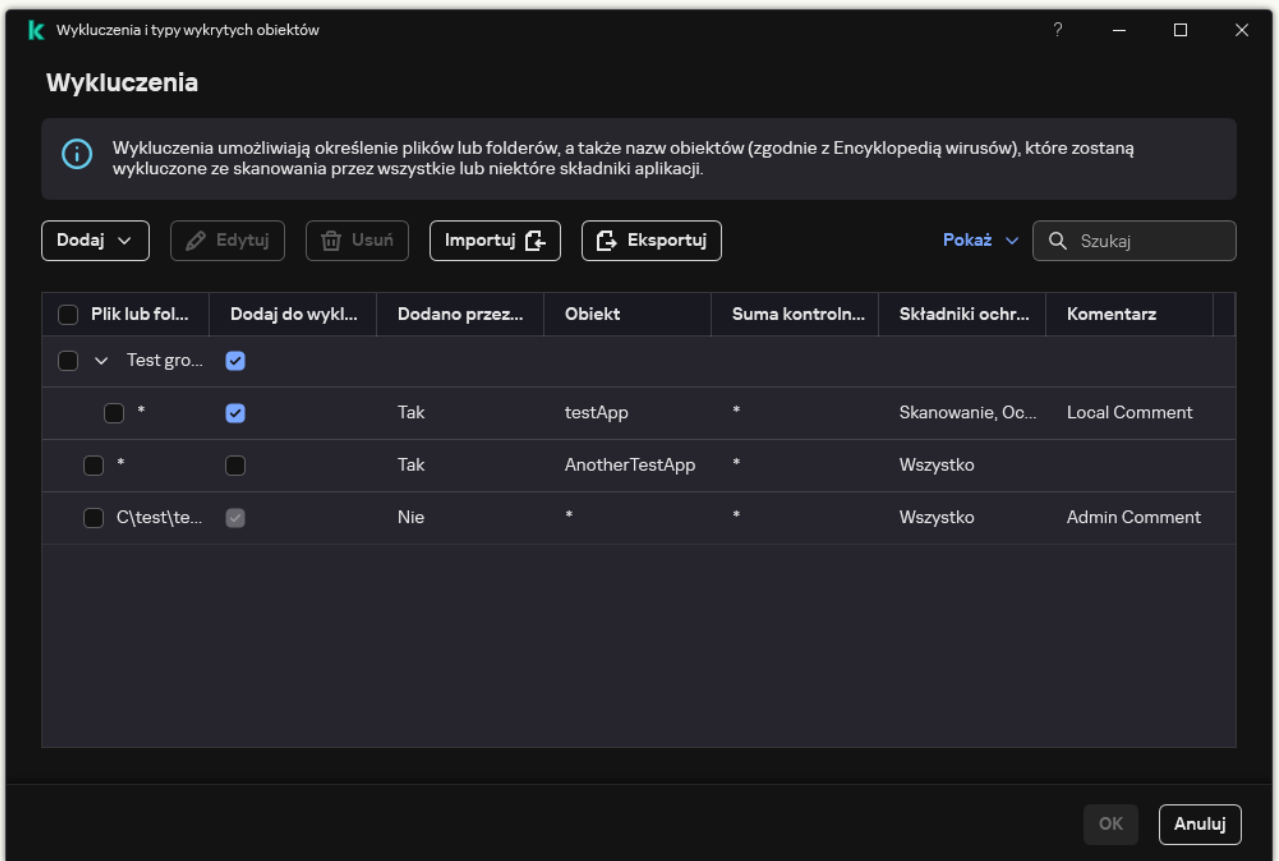 Wykluczenia i typy wykrytych obiektów
?
Wykluczenia
Wykluczenia umożliwiają określenie plików lub folderów, a także nazw obiektów (zgodnie z Encyklopedią wirusów), które zostaną
wykluczone ze skanowania przez wszystkie lub niektóre składniki aplikacji.
Dodaj Edytuj Usuń Importuj Eksportuj Pokaż Szukaj
Plik lub fol... Dodaj do wykl... Dodano przez... Obiekt Suma kontroln... Składniki ochr... Komentarz
Test gro...
* Tak testApp * Skanowanie, Oc... Local Comment
* Tak AnotherTestApp * Wszystko
C\test\te... Nie * * Wszystko Admin Comment
OK Anuluj